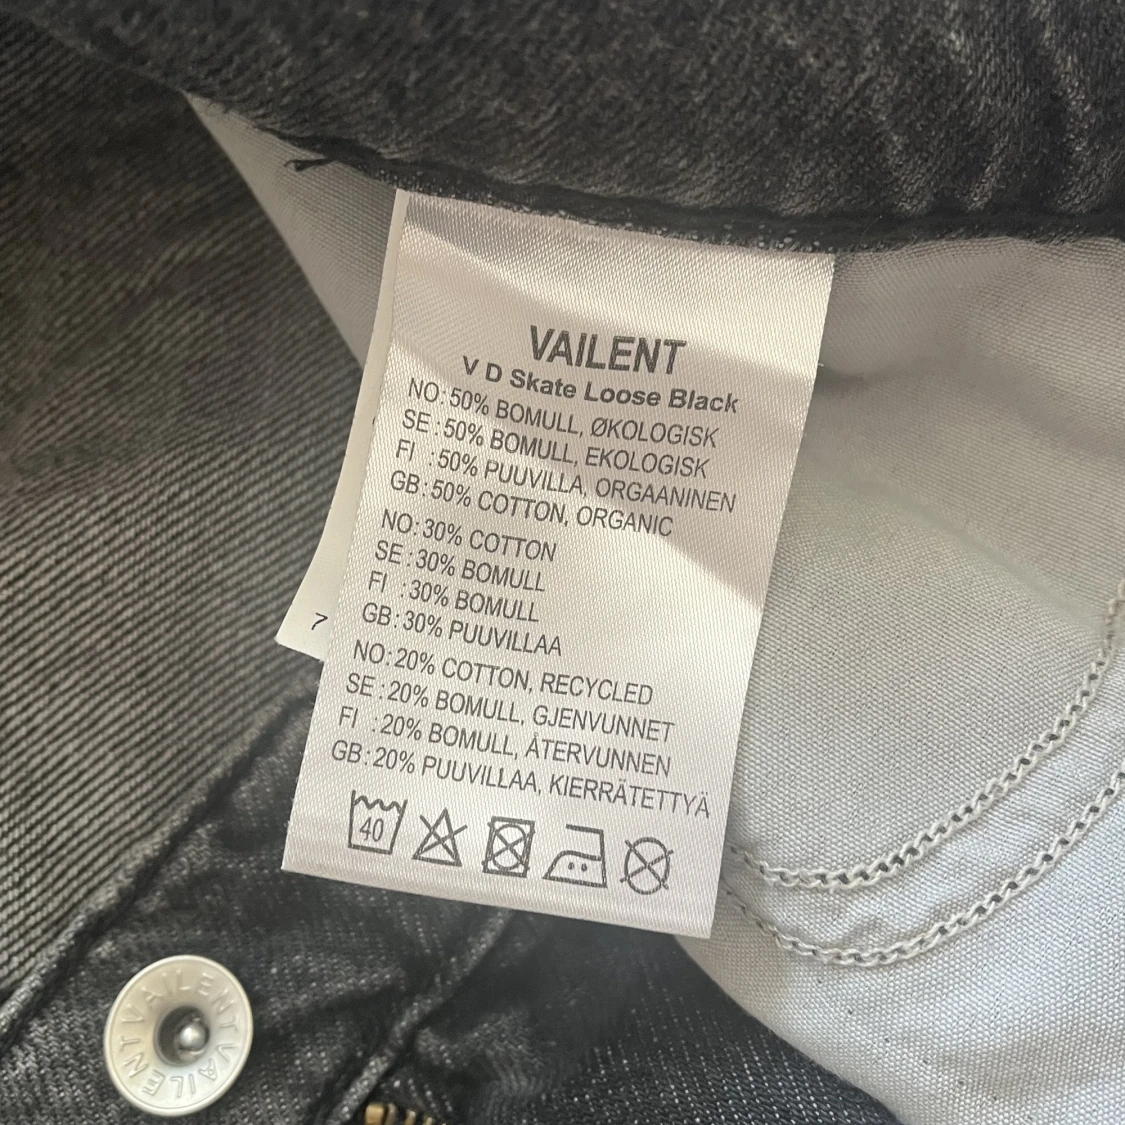 VAILENT
V D Skate Loose Black
NO: 50% BOMULL, ØKOLOGISK
SE : 50% BOMULL, EKOLOGISK
FI : 50% PUUVILLA, ORGAANINEN
GB: 50% COTTON, ORGANIC
NO: 30% COTTON
SE : 30% BOMULL
FI : 30% BOMULL
GB: 30% PUUVILLAA
NO: 20% COTTON, RECYCLED
SE : 20% BOMULL, GJENVUNNET
FI : 20% BOMULL, ÅTERVUNNEN
GB: 20% PUUVILLAA, KIERRÄTETTYÄ
40
7
VAILENT VAILENT